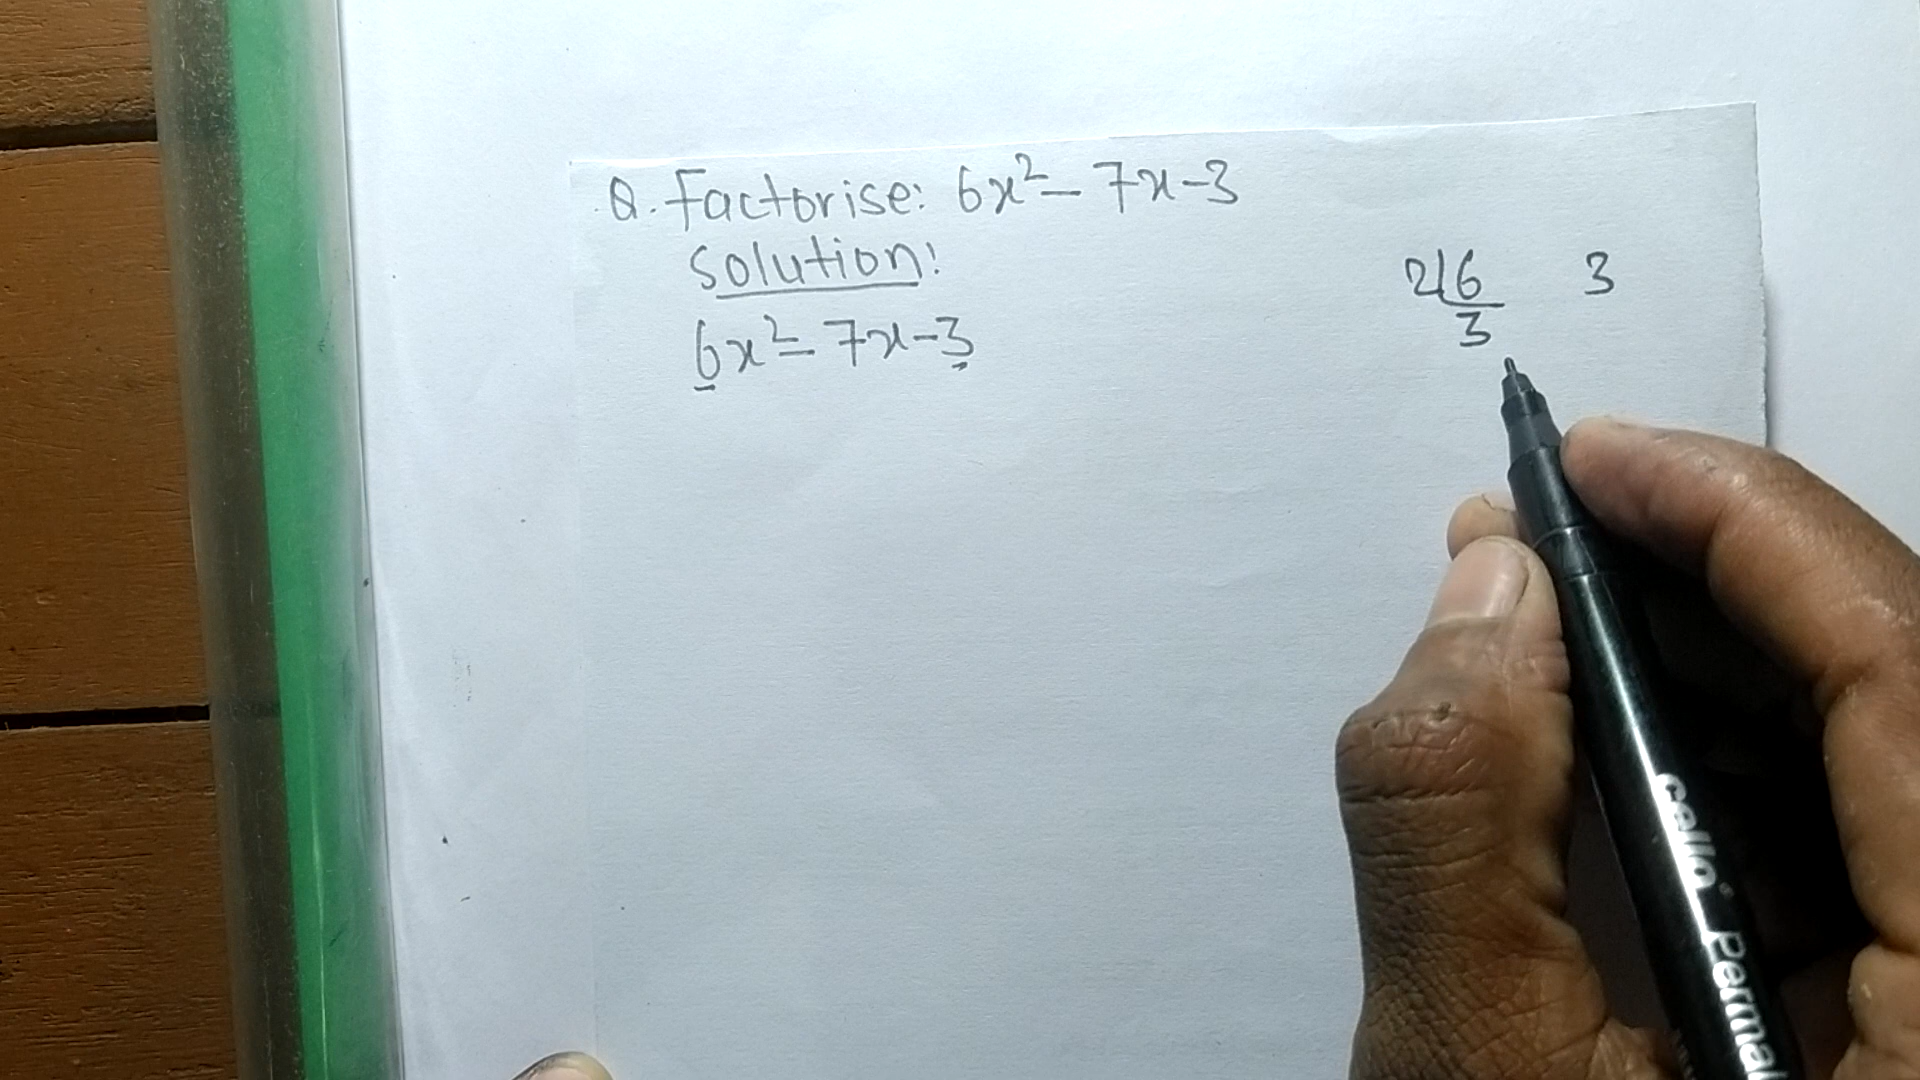 Q. Factorise: 6x² - 7x - 3
Solution:
6x² - 7x - 3
2|6 3
3
Cello Perma